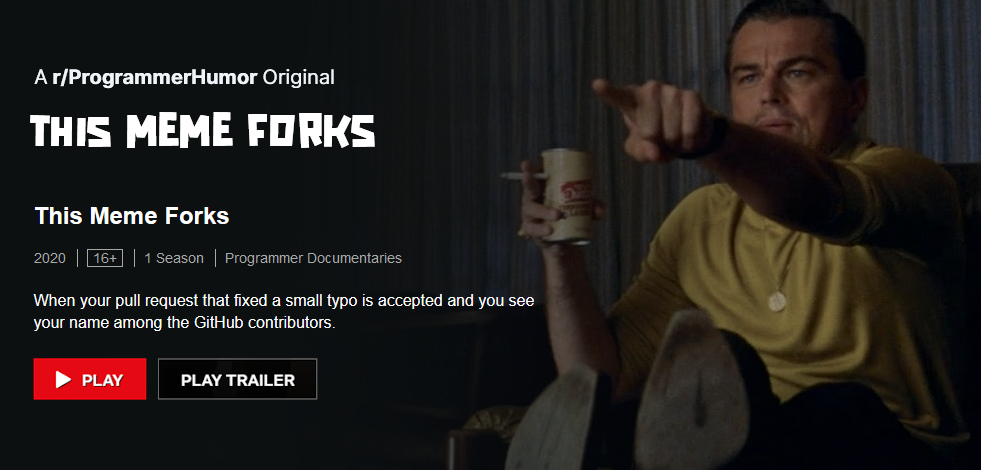 A r/ProgrammerHumor Original
THIS MEME FORKS
This Meme Forks
2020 | 16+ | 1 Season | Programmer Documentaries
When your pull request that fixed a small typo is accepted and you see
your name among the GitHub contributors.
PLAY PLAY TRAILER